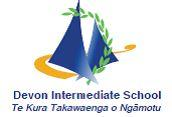 Devon Intermediate School
Te Kura Takawaenga o Ngāmotu